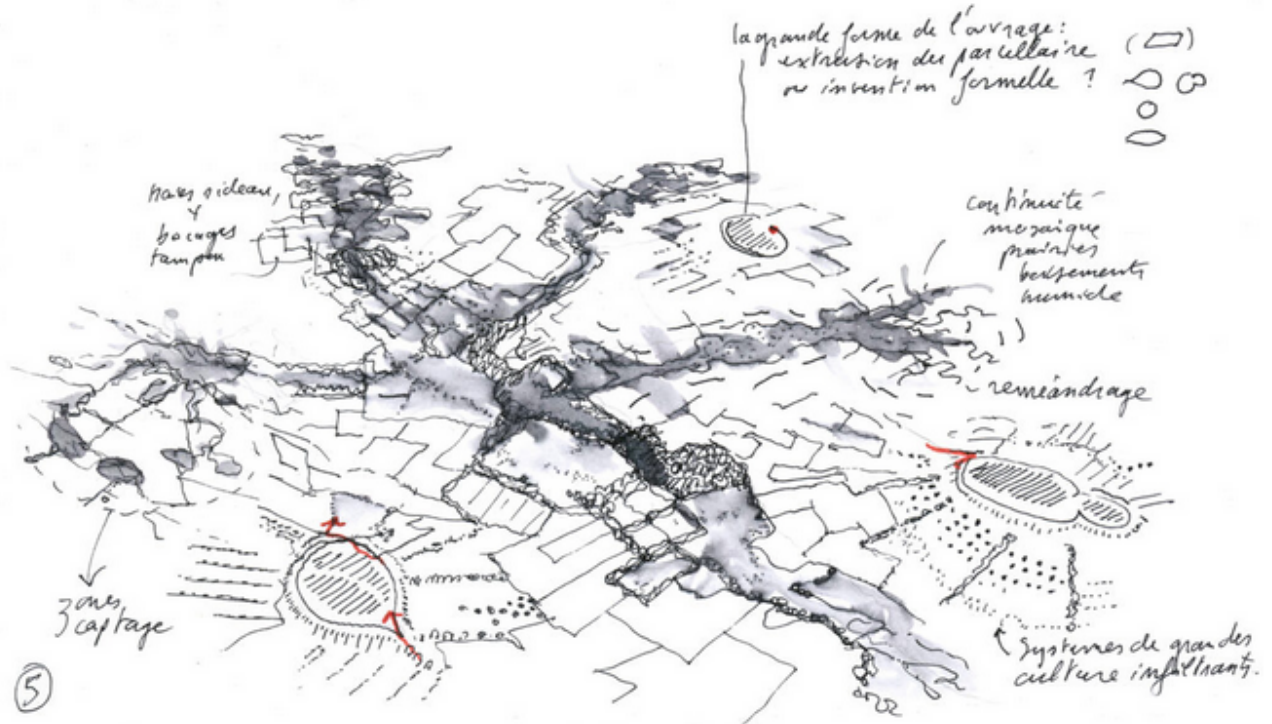 la grande forme de l'ouvrage :
extrusion du parcellaire
ou invention formelle ?
haies rideau,
bocages
tampon
continuité
mosaïque
prairies
boisements
humide
reméandrage
zones
captage
Systèmes de grandes
culture infiltrants.
5